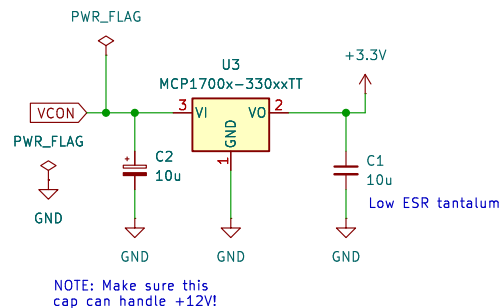 PWR_FLAG
U3
MCP1700x-330xxTT
+3.3V
VCON
3
VI
VO
2
GND
1
PWR_FLAG
GND
+
C2
10u
C1
10u
Low ESR tantalum
GND
GND
GND
NOTE: Make sure this
cap can handle +12V!